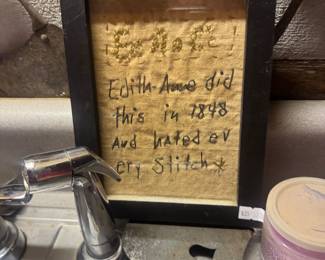 Edith Anne did
this in 1848
And hated ev
ery Stitch